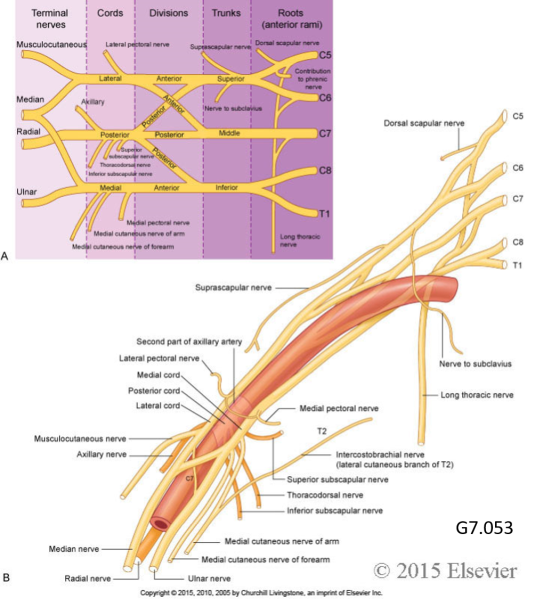 Terminal
nerves
Cords
Divisions
Trunks
Roots
(anterior rami)
Musculocutaneous
Lateral pectoral nerve
Suprascapular nerve
Dorsal scapular nerve
C5
Contribution
to phrenic
nerve
Lateral
Anterior
Superior
Median
Axillary
Anterior
Posterior
Nerve to subclavius
C6
Radial
Posterior
Posterior
Middle
C7
Superior
subscapular nerve
Thoracodorsal nerve
Inferior subscapular nerve
Posterior
C8
Ulnar
Medial
Anterior
Inferior
T1
Medial pectoral nerve
Medial cutaneous nerve of arm
Medial cutaneous nerve of forearm
Long thoracic
nerve
A
Dorsal scapular nerve
C5
C6
C7
C8
T1
Suprascapular nerve
Nerve to subclavius
Long thoracic nerve
Second part of axillary artery
Lateral pectoral nerve
Medial cord
Posterior cord
Lateral cord
Medial pectoral nerve
Musculocutaneous nerve
Axillary nerve
T2
Intercostobrachial nerve
(lateral cutaneous branch of T2)
C7
Superior subscapular nerve
Thoracodorsal nerve
Inferior subscapular nerve
G7.053
Median nerve
Medial cutaneous nerve of arm
Medial cutaneous nerve of forearm
Radial nerve
Ulnar nerve
B
© 2015 Elsevier
Copyright © 2015, 2010, 2005 by Churchill Livingstone, an imprint of Elsevier Inc.